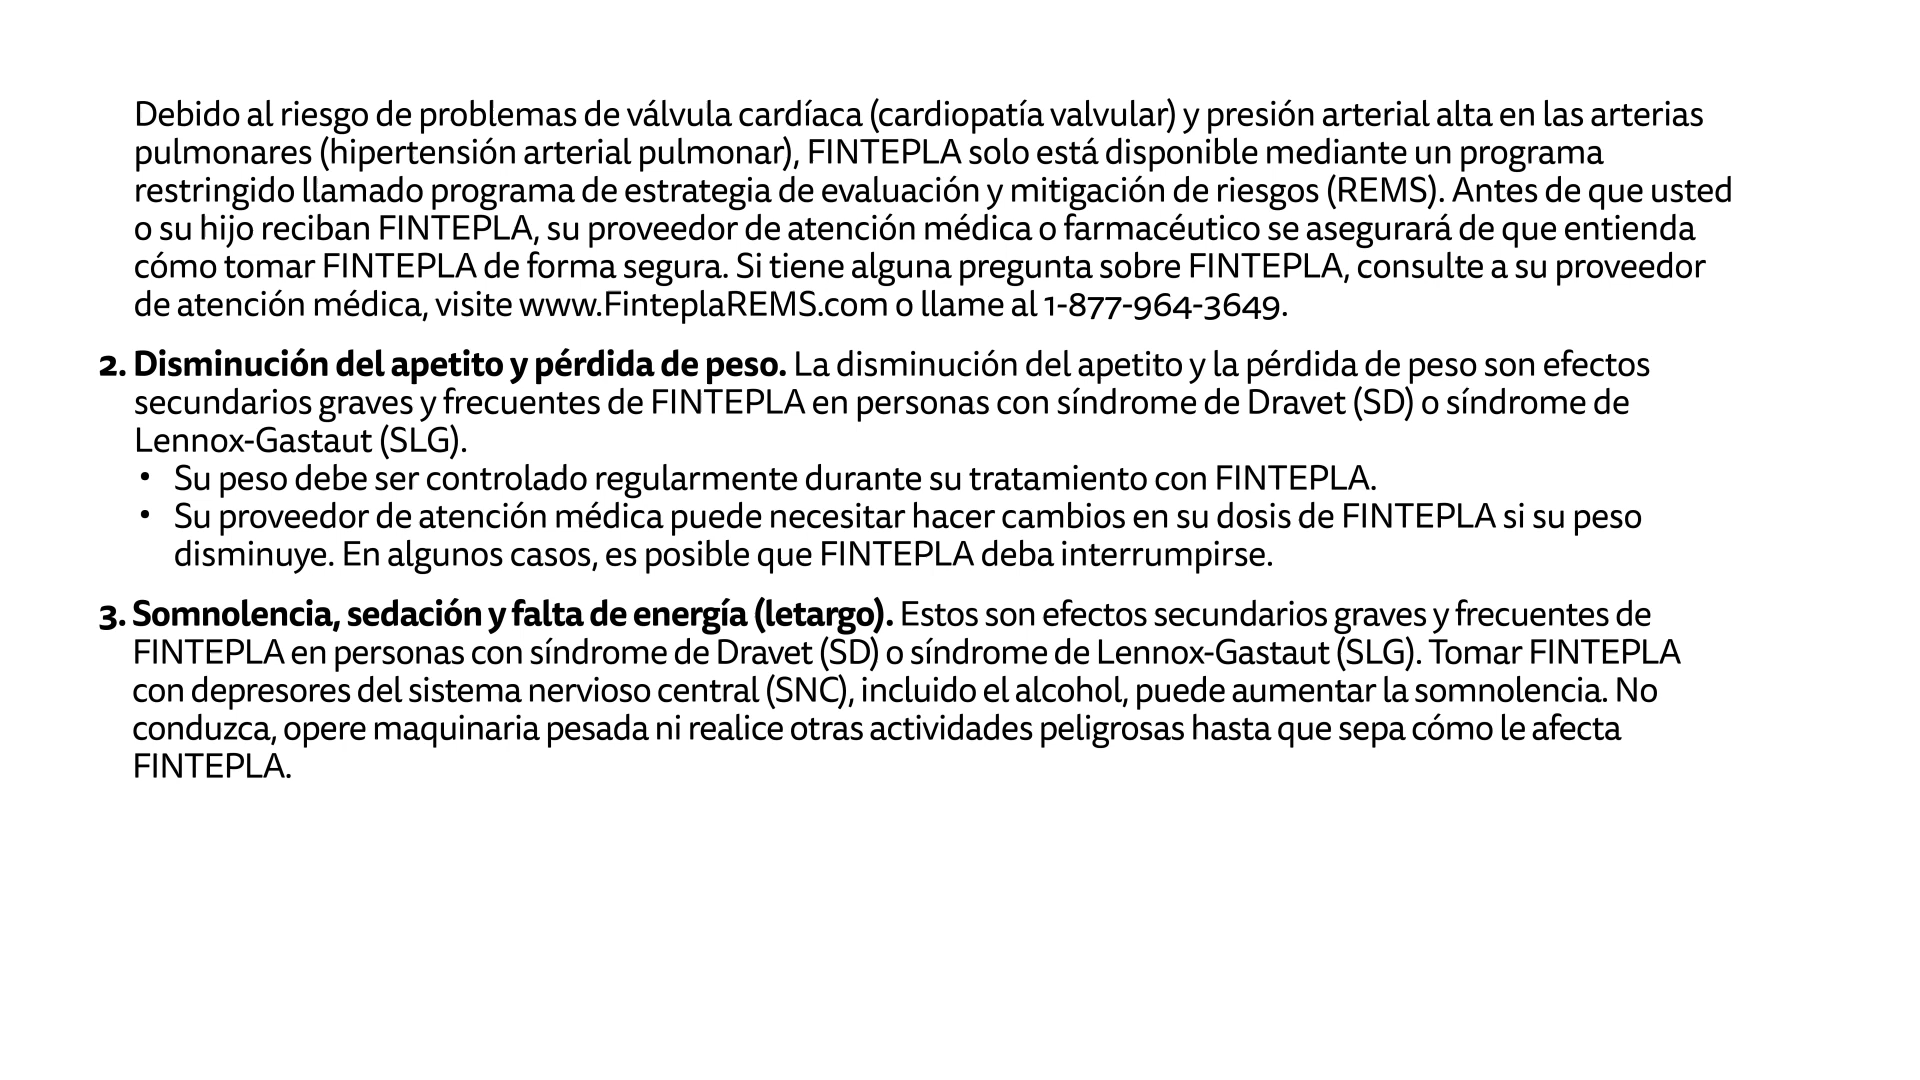 Debido al riesgo de problemas de válvula cardíaca (cardiopatía valvular) y presión arterial alta en las arterias
pulmonares (hipertensión arterial pulmonar), FINTEPLA solo está disponible mediante un programa
restringido llamado programa de estrategia de evaluación y mitigación de riesgos (REMS). Antes de que usted
o su hijo reciban FINTEPLA, su proveedor de atención médica o farmacéutico se asegurará de que entienda
cómo tomar FINTEPLA de forma segura. Si tiene alguna pregunta sobre FINTEPLA, consulte a su proveedor
de atención médica, visite www.FinteplaREMS.com o llame al 1-877-964-3649.
2. Disminución del apetito y pérdida de peso. La disminución del apetito y la pérdida de peso son efectos
secundarios graves y frecuentes de FINTEPLA en personas con síndrome de Dravet (SD) o síndrome de
Lennox-Gastaut (SLG).
• Su peso debe ser controlado regularmente durante su tratamiento con FINTEPLA.
• Su proveedor de atención médica puede necesitar hacer cambios en su dosis de FINTEPLA si su peso
disminuye. En algunos casos, es posible que FINTEPLA deba interrumpirse.
3. Somnolencia, sedación y falta de energía (letargo). Estos son efectos secundarios graves y frecuentes de
FINTEPLA en personas con síndrome de Dravet (SD) o síndrome de Lennox-Gastaut (SLG). Tomar FINTEPLA
con depresores del sistema nervioso central (SNC), incluido el alcohol, puede aumentar la somnolencia. No
conduzca, opere maquinaria pesada ni realice otras actividades peligrosas hasta que sepa cómo le afecta
FINTEPLA.